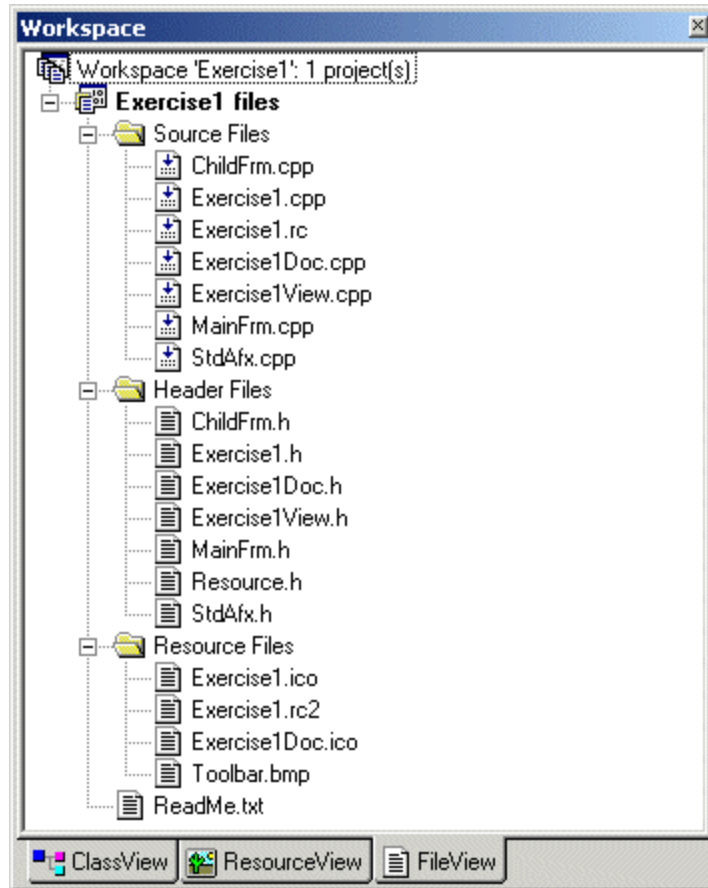 Workspace
Workspace 'Exercise1': 1 project(s)
Exercise1 files
Source Files
ChildFrm.cpp
Exercise1.cpp
Exercise1.rc
Exercise1Doc.cpp
Exercise1View.cpp
MainFrm.cpp
StdAfx.cpp
Header Files
ChildFrm.h
Exercise1.h
Exercise1Doc.h
Exercise1View.h
MainFrm.h
Resource.h
StdAfx.h
Resource Files
Exercise1.ico
Exercise1.rc2
Exercise1Doc.ico
Toolbar.bmp
ReadMe.txt
ClassView ResourceView FileView